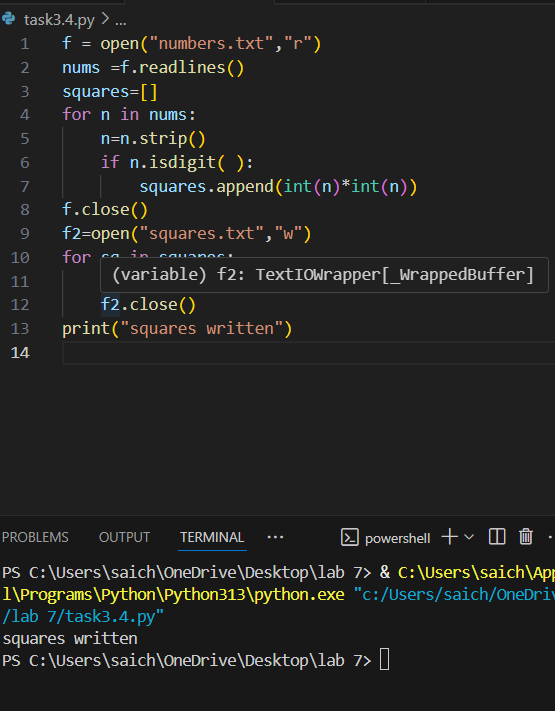 task3.4.py > ...
1 f = open("numbers.txt","r")
2 nums =f.readlines()
3 squares=[]
4 for n in nums:
5 n=n.strip()
6 if n.isdigit( ):
7 squares.append(int(n)*int(n))
8 f.close()
9 f2=open("squares.txt","w")
10 for sq in squares:
11 (variable) f2: TextIOWrapper[_WrappedBuffer]
12 f2.close()
13 print("squares written")
14
PROBLEMS OUTPUT TERMINAL ... powershell
PS C:\Users\saich\OneDrive\Desktop\lab 7> & C:\Users\saich\App
l\Programs\Python\Python313\python.exe "c:/Users/saich/OneDriv
/lab 7/task3.4.py"
squares written
PS C:\Users\saich\OneDrive\Desktop\lab 7>